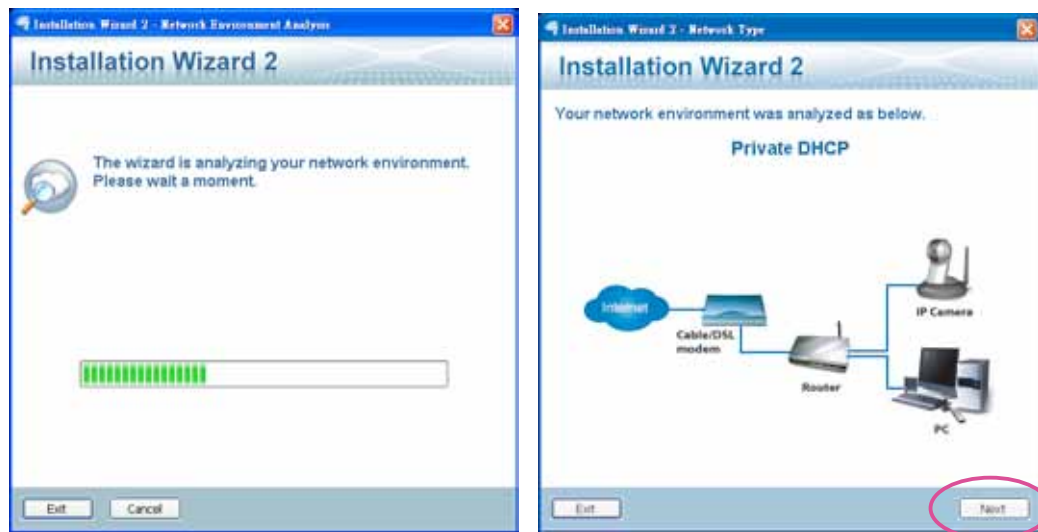 Installation Wizard 2 - Network Environment Analysis
Installation Wizard 2
The wizard is analyzing your network environment.
Please wait a moment.
Exit
Cancel
Installation Wizard 2 - Network Type
Installation Wizard 2
Your network environment was analyzed as below.
Private DHCP
Internet
Cable/DSL
modem
Router
IP Camera
PC
Exit
Next